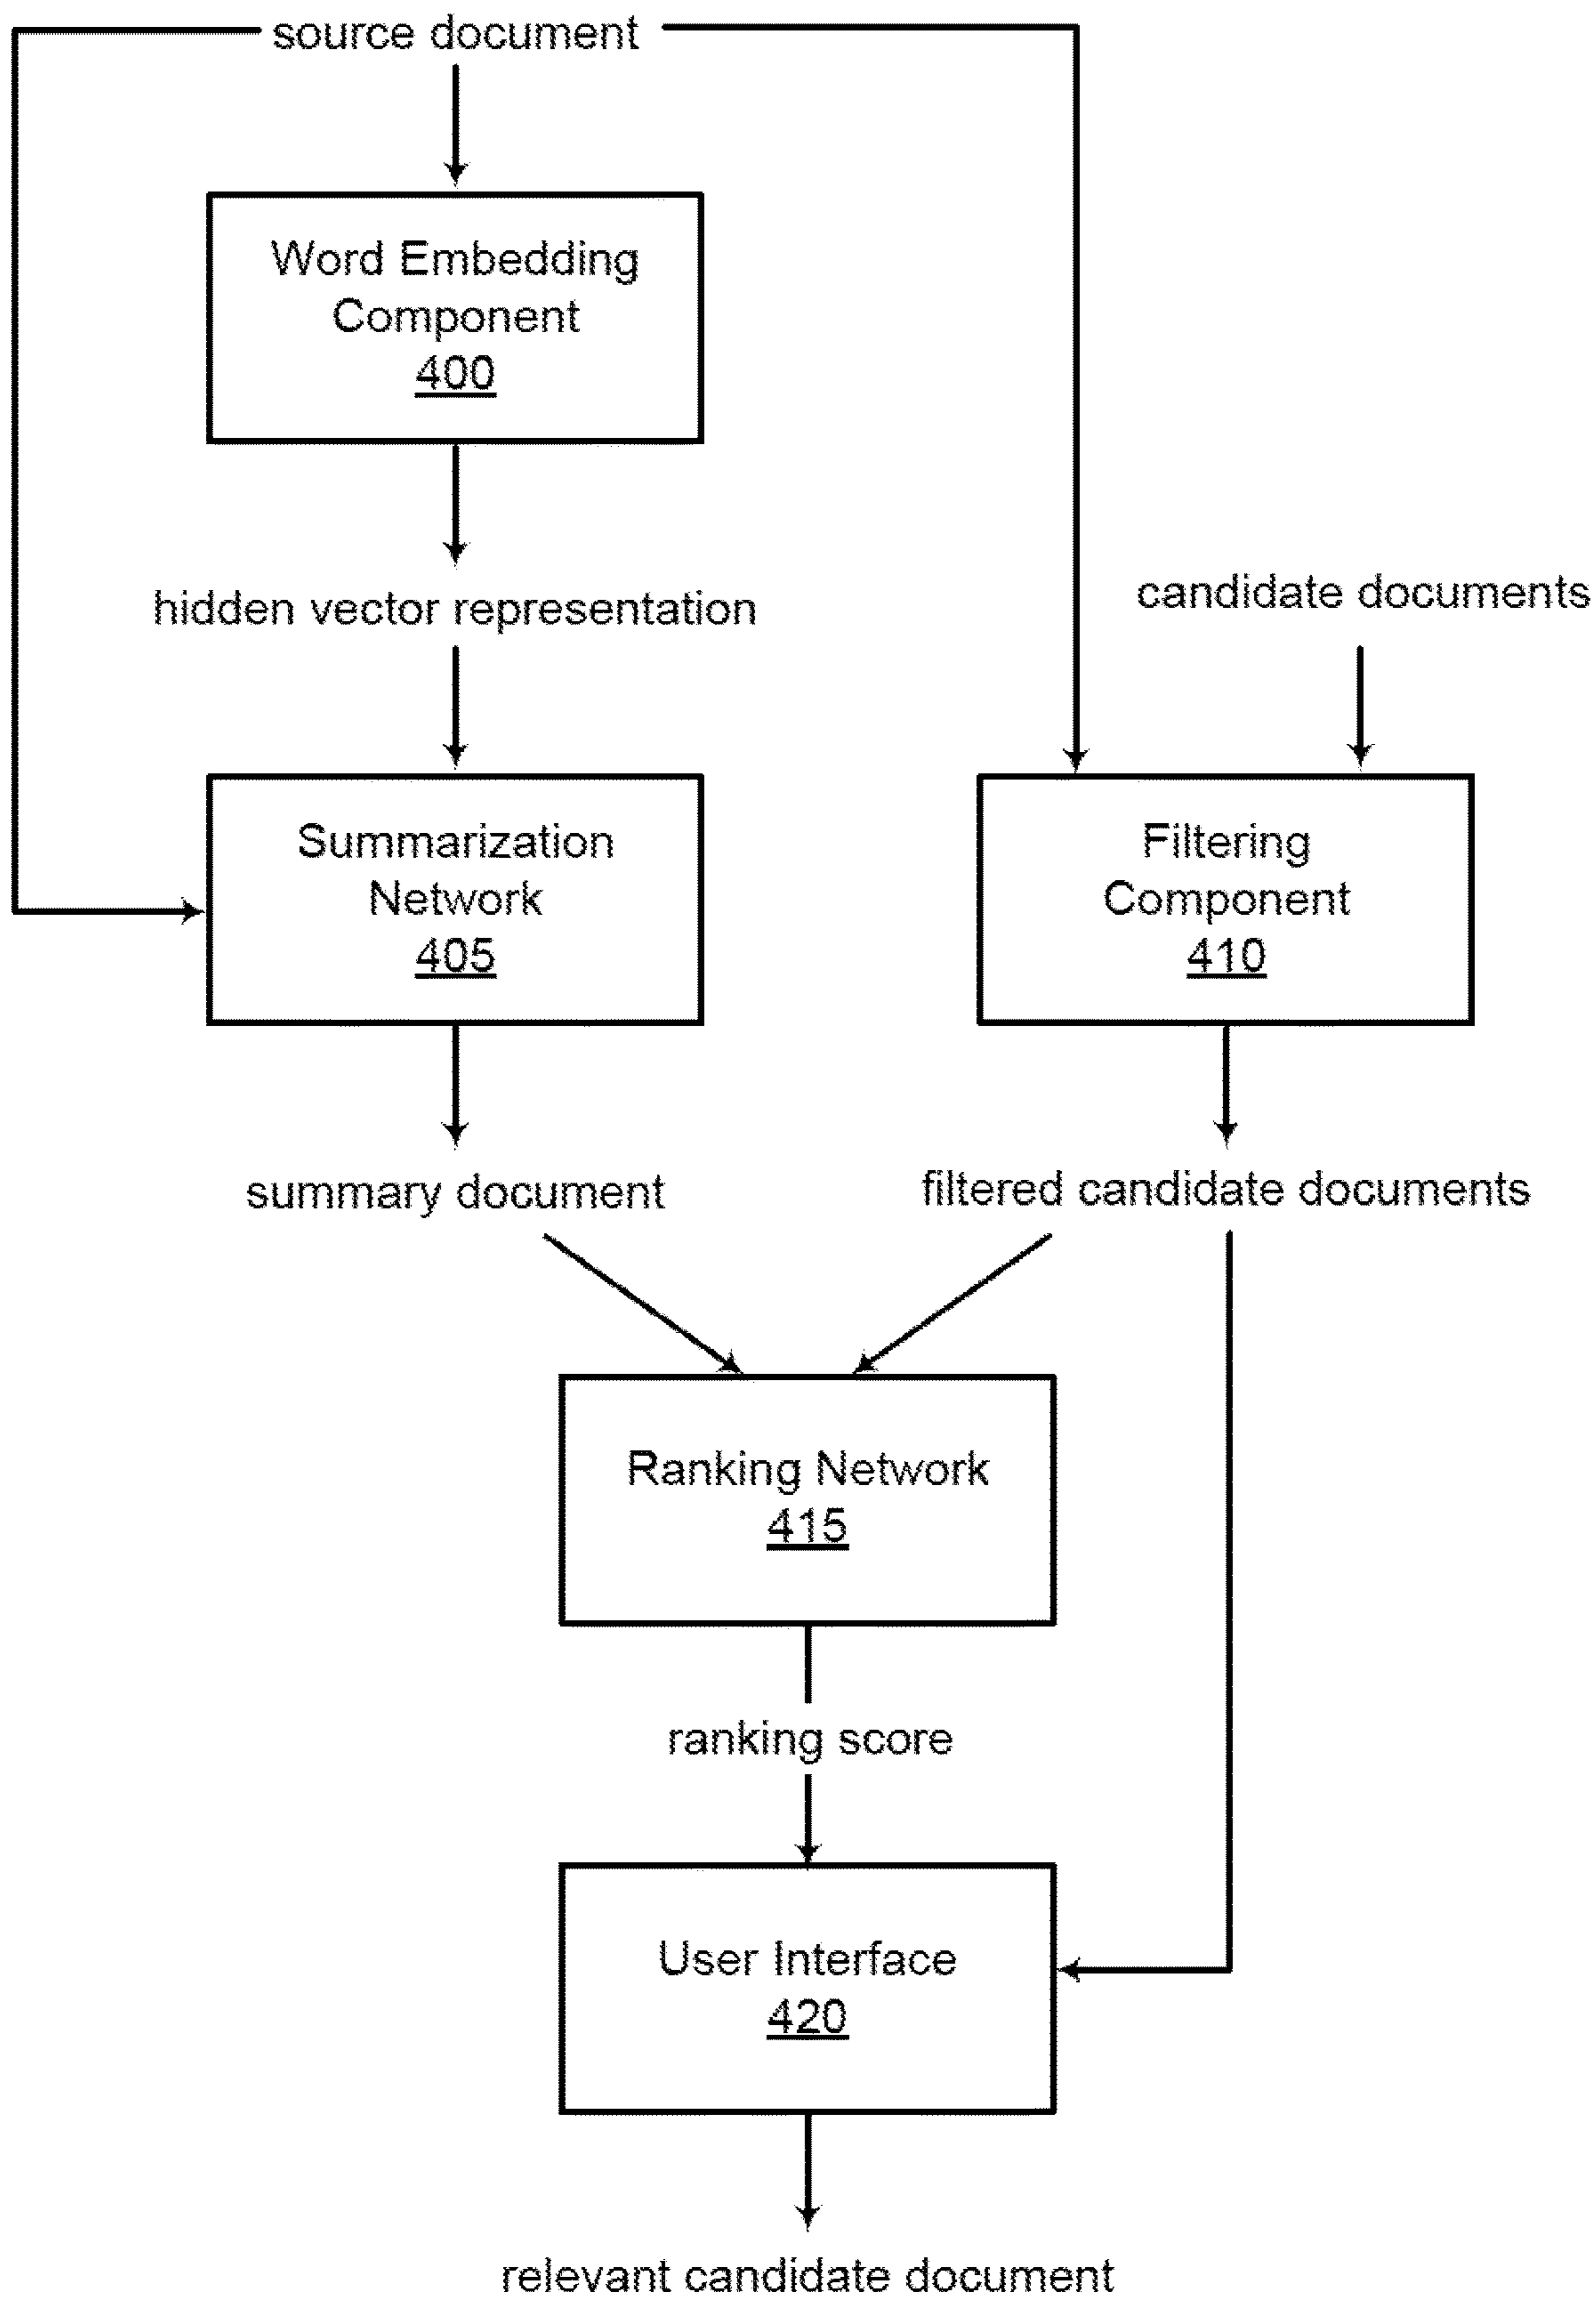 source document
Word Embedding
Component
400
hidden vector representation
candidate documents
Summarization
Network
405
Filtering
Component
410
summary document
filtered candidate documents
Ranking Network
415
ranking score
User Interface
420
relevant candidate document